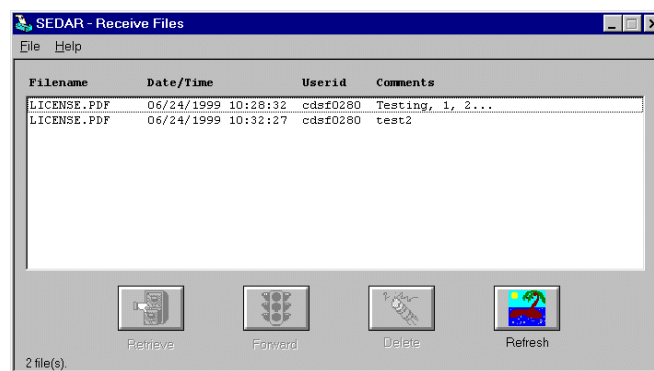 SEDAR - Receive Files
File Help
Filename Date/Time Userid Comments
LICENSE.PDF 06/24/1999 10:28:32 cdsf0280 Testing, 1, 2...
LICENSE.PDF 06/24/1999 10:32:27 cdsf0280 test2
Retrieve Forward Delete Refresh
2 file(s).